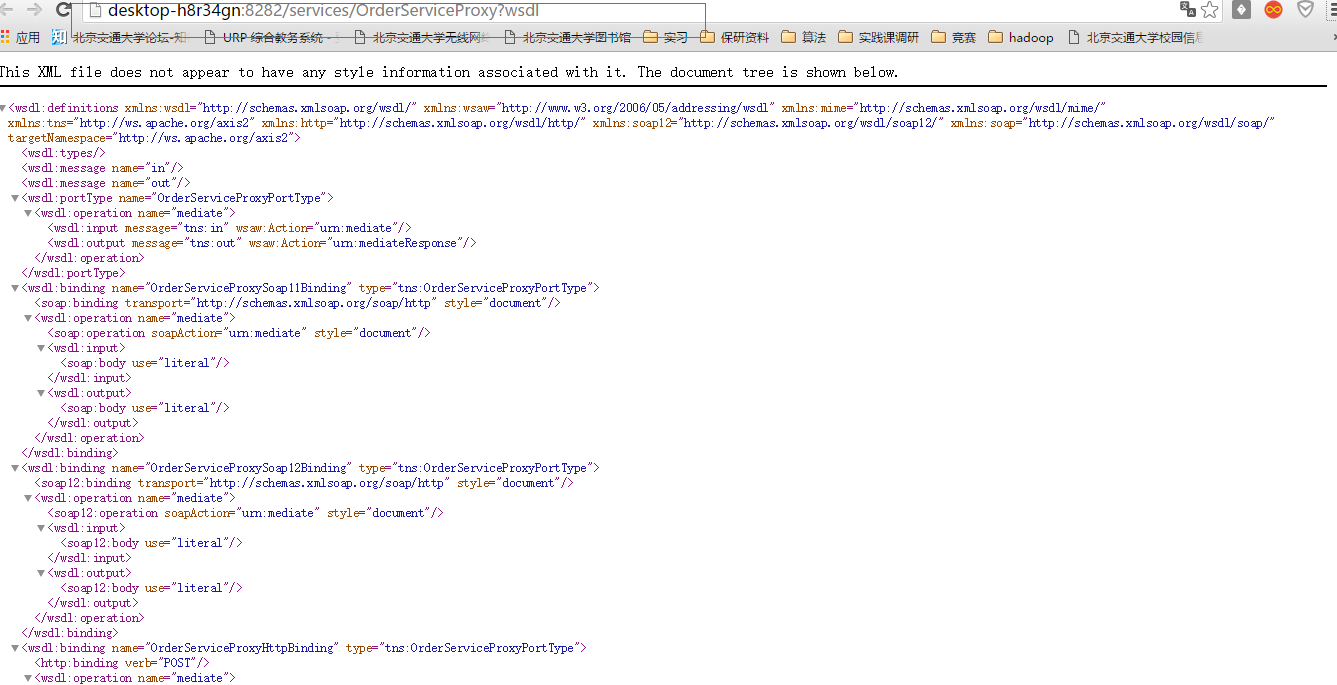 desktop-h8r34gn:8282/services/OrderServiceProxy?wsdl
应用 知 北京交通大学论坛-知 URP 综合教务系统 - 北京交通大学无线网络 北京交通大学图书馆 实习 保研资料 算法 实践课调研 竞赛 hadoop 北京交通大学校园信息
This XML file does not appear to have any style information associated with it. The document tree is shown below.
<wsdl:definitions xmlns:wsdl="http://schemas.xmlsoap.org/wsdl/" xmlns:wsaw="http://www.w3.org/2006/05/addressing/wsdl" xmlns:mime="http://schemas.xmlsoap.org/wsdl/mime/"
xmlns:tns="http://ws.apache.org/axis2" xmlns:http="http://schemas.xmlsoap.org/wsdl/http/" xmlns:soap12="http://schemas.xmlsoap.org/wsdl/soap12/" xmlns:soap="http://schemas.xmlsoap.org/wsdl/soap/"
targetNamespace="http://ws.apache.org/axis2">
<wsdl:types/>
<wsdl:message name="in"/>
<wsdl:message name="out"/>
<wsdl:portType name="OrderServiceProxyPortType">
<wsdl:operation name="mediate">
<wsdl:input message="tns:in" wsaw:Action="urn:mediate"/>
<wsdl:output message="tns:out" wsaw:Action="urn:mediateResponse"/>
</wsdl:operation>
</wsdl:portType>
<wsdl:binding name="OrderServiceProxySoap11Binding" type="tns:OrderServiceProxyPortType">
<soap:binding transport="http://schemas.xmlsoap.org/soap/http" style="document"/>
<wsdl:operation name="mediate">
<soap:operation soapAction="urn:mediate" style="document"/>
<wsdl:input>
<soap:body use="literal"/>
</wsdl:input>
<wsdl:output>
<soap:body use="literal"/>
</wsdl:output>
</wsdl:operation>
</wsdl:binding>
<wsdl:binding name="OrderServiceProxySoap12Binding" type="tns:OrderServiceProxyPortType">
<soap12:binding transport="http://schemas.xmlsoap.org/soap/http" style="document"/>
<wsdl:operation name="mediate">
<soap12:operation soapAction="urn:mediate" style="document"/>
<wsdl:input>
<soap12:body use="literal"/>
</wsdl:input>
<wsdl:output>
<soap12:body use="literal"/>
</wsdl:output>
</wsdl:operation>
</wsdl:binding>
<wsdl:binding name="OrderServiceProxyHttpBinding" type="tns:OrderServiceProxyPortType">
<http:binding verb="POST"/>
<wsdl:operation name="mediate">